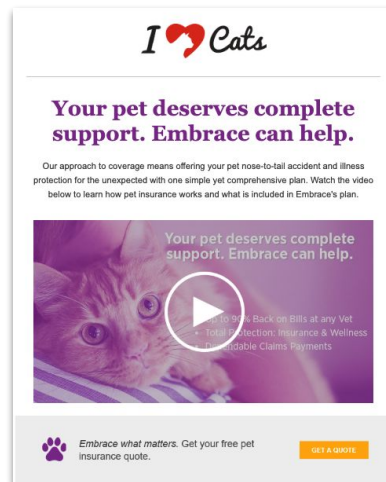 I Cats
Your pet deserves complete
support. Embrace can help.
Our approach to coverage means offering your pet nose-to-tail accident and illness
protection for the unexpected with one simple yet comprehensive plan. Watch the video
below to learn how pet insurance works and what is included in Embrace's plan.
Your pet deserves complete
support. Embrace can help.
Up to 90% Back on Bills at any Vet
• Total Protection: Insurance & Wellness
• Dependable Claims Payments
Embrace what matters. Get your free pet
insurance quote.
GET A QUOTE